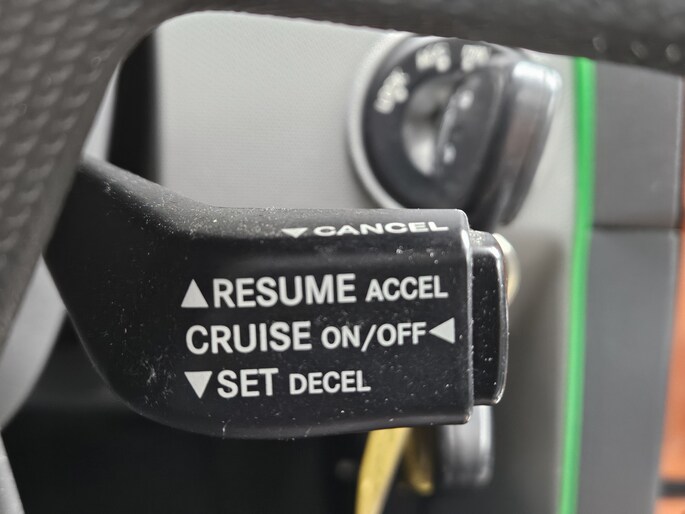 ▼CANCEL
▲RESUME ACCEL
CRUISE ON/OFF◀
▼SET DECEL